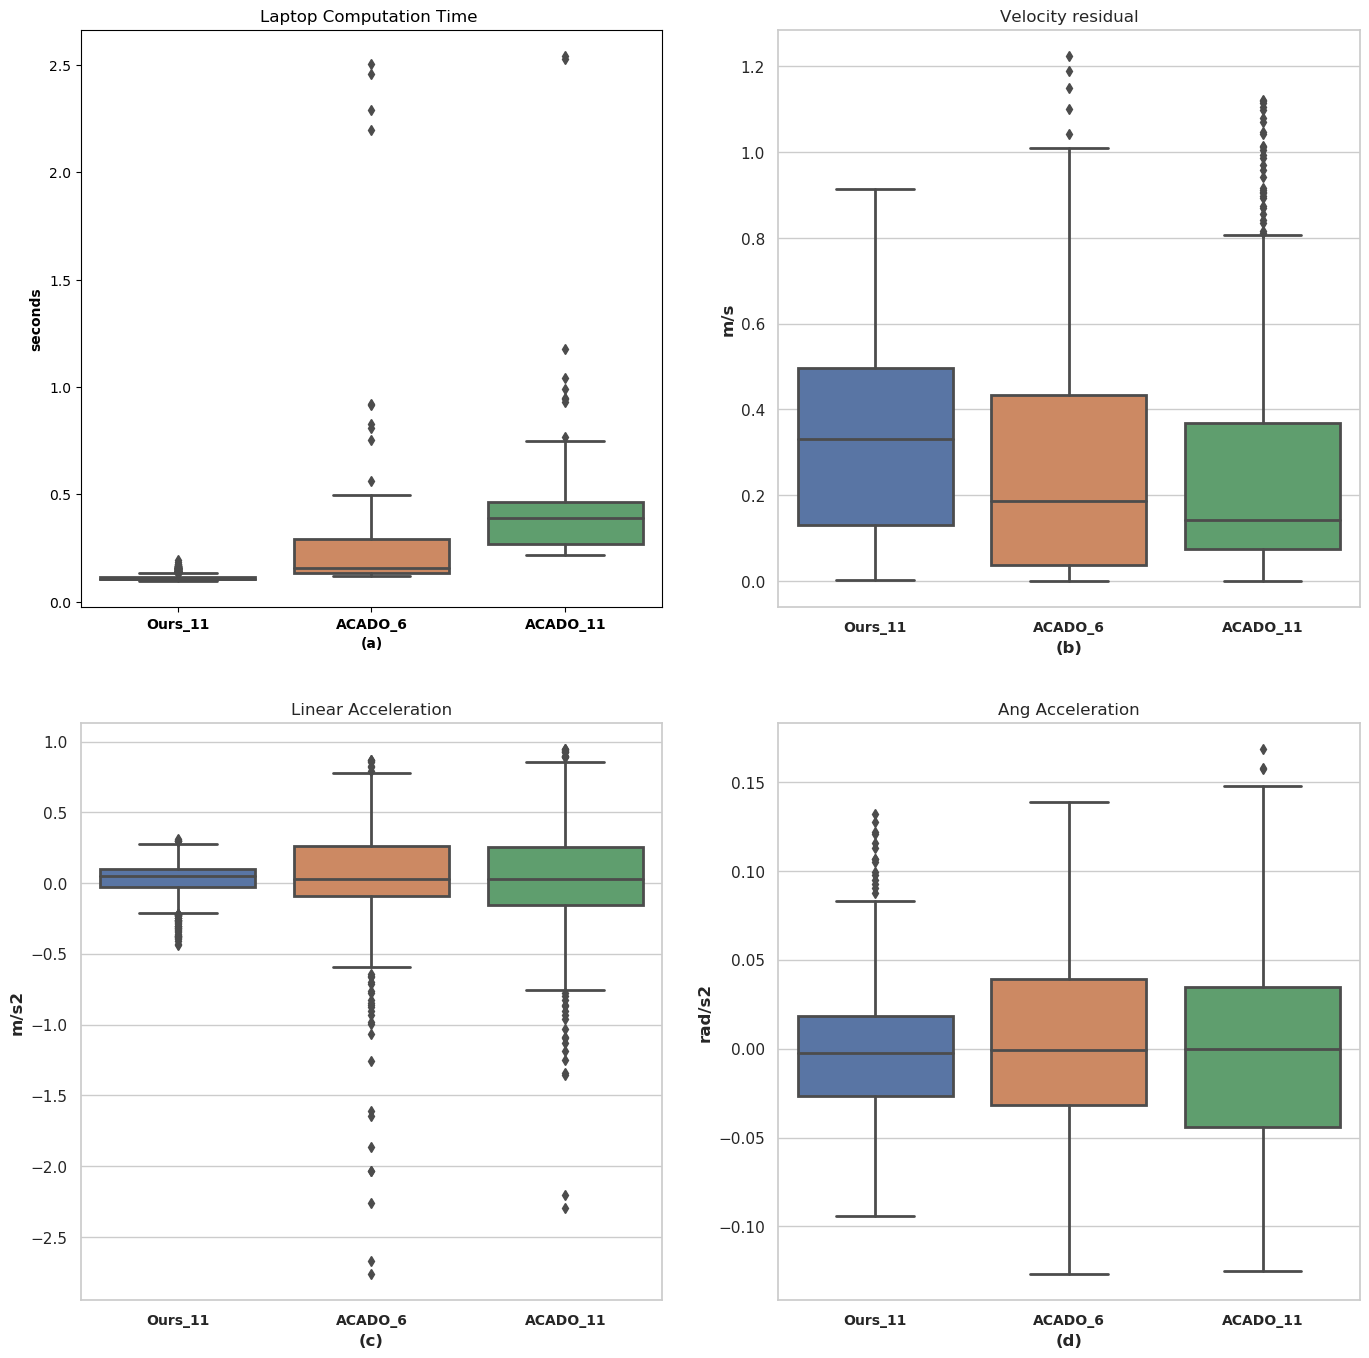 Laptop Computation Time
2.5
2.0
1.5
1.0
0.5
0.0
seconds
Ours_11 ACADO_6 ACADO_11
(a)
Velocity residual
1.2
1.0
0.8
0.6
0.4
0.2
0.0
m/s
Ours_11 ACADO_6 ACADO_11
(b)
Linear Acceleration
1.0
0.5
0.0
−0.5
−1.0
−1.5
−2.0
−2.5
m/s2
Ours_11 ACADO_6 ACADO_11
(c)
Ang Acceleration
0.15
0.10
0.05
0.00
−0.05
−0.10
rad/s2
Ours_11 ACADO_6 ACADO_11
(d)